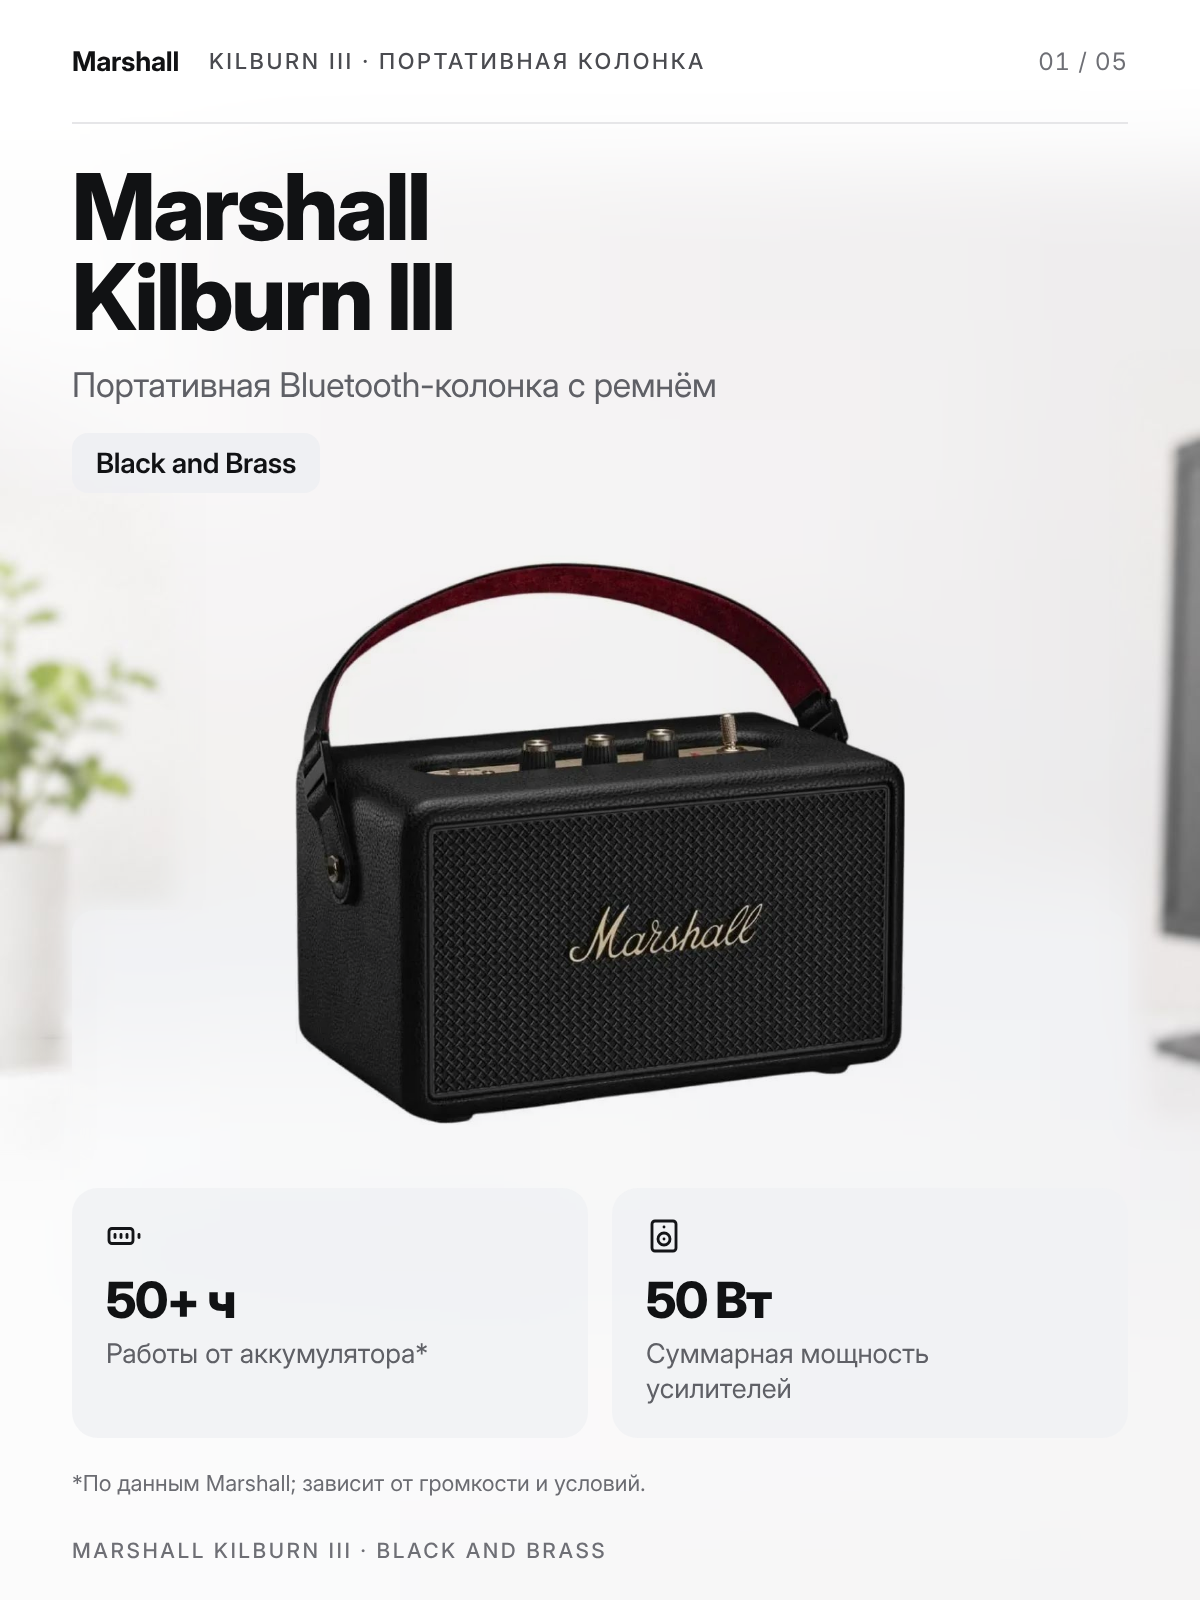 Marshall KILBURN III · ПОРТАТИВНАЯ КОЛОНКА 01 / 05
Marshall
Kilburn III
Портативная Bluetooth-колонка с ремнём
Black and Brass
Marshall
50+ ч
Работы от аккумулятора*
50 Вт
Суммарная мощность
усилителей
*По данным Marshall; зависит от громкости и условий.
MARSHALL KILBURN III · BLACK AND BRASS